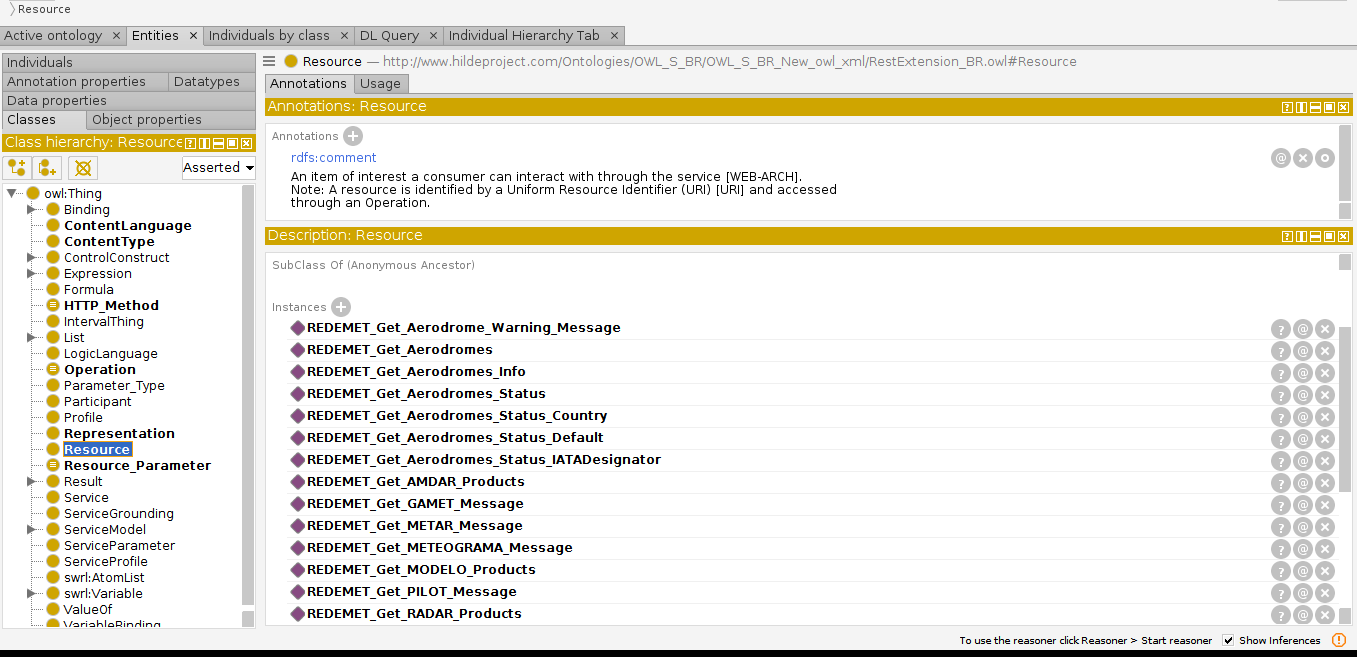 Resource
Active ontology × Entities × Individuals by class × DL Query × Individual Hierarchy Tab ×
Individuals
Annotation properties Datatypes
Data properties
Classes Object properties
Class hierarchy: Resource
Asserted
owl:Thing
Binding
ContentLanguage
ContentType
ControlConstruct
Expression
Formula
HTTP_Method
IntervalThing
List
LogicLanguage
Operation
Parameter_Type
Participant
Profile
Representation
Resource
Resource_Parameter
Result
Service
ServiceGrounding
ServiceModel
ServiceParameter
ServiceProfile
swrl:AtomList
swrl:Variable
ValueOf
VariableBinding
Resource — http://www.hildeproject.com/Ontologies/OWL_S_BR/OWL_S_BR_New_owl_xml/RestExtension_BR.owl#Resource
Annotations Usage
Annotations: Resource
Annotations
rdfs:comment
An item of interest a consumer can interact with through the service [WEB-ARCH].
Note: A resource is identified by a Uniform Resource Identifier (URI) [URI] and accessed
through an Operation.
Description: Resource
SubClass Of (Anonymous Ancestor)
Instances
REDEMET_Get_Aerodrome_Warning_Message
REDEMET_Get_Aerodromes
REDEMET_Get_Aerodromes_Info
REDEMET_Get_Aerodromes_Status
REDEMET_Get_Aerodromes_Status_Country
REDEMET_Get_Aerodromes_Status_Default
REDEMET_Get_Aerodromes_Status_IATADesignator
REDEMET_Get_AMDAR_Products
REDEMET_Get_GAMET_Message
REDEMET_Get_METAR_Message
REDEMET_Get_METEOGRAMA_Message
REDEMET_Get_MODELO_Products
REDEMET_Get_PILOT_Message
REDEMET_Get_RADAR_Products
To use the reasoner click Reasoner > Start reasoner Show Inferences